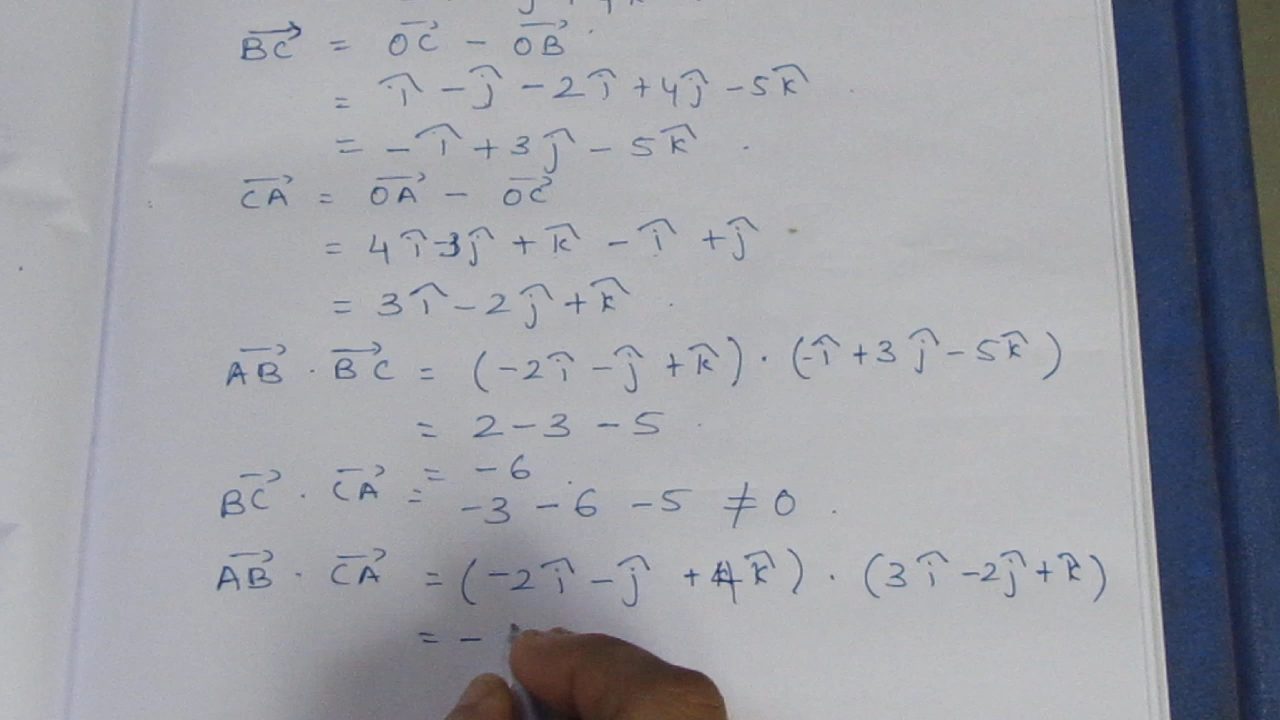 BC⃗ = OC⃗ - OB⃗
= î - ĵ - 2î + 4ĵ - 5k̂
= - î + 3ĵ - 5k̂ .
CA⃗ = OA⃗ - OC⃗
= 4î - 3ĵ + k̂ - î + ĵ
= 3î - 2ĵ + k̂ .
AB⃗ . BC⃗ = (-2î - ĵ + k̂) . (-î + 3ĵ - 5k̂)
= 2 - 3 - 5 .
= -6 .
BC⃗ . CA⃗ = -3 - 6 - 5 ≠ 0 .
AB⃗ . CA⃗ = (-2î - ĵ + 4k̂) . (3î - 2ĵ + k̂)
= -